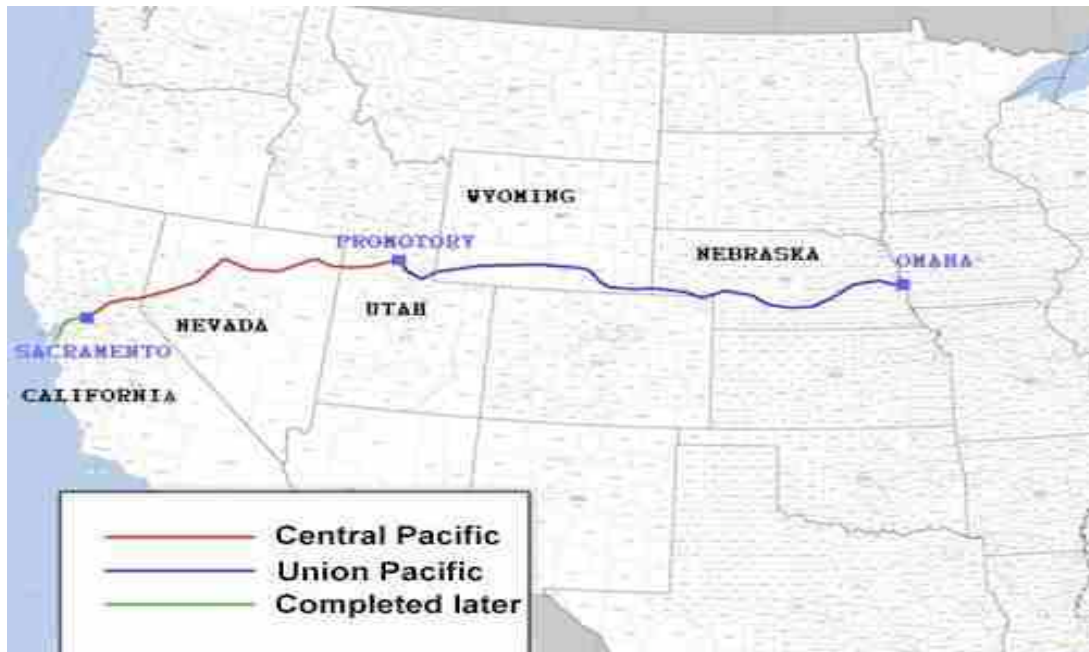 WYOMING
PROMOTORY
NEBRASKA
OMAHA
UTAH
NEVADA
SACRAMENTO
CALIFORNIA
Central Pacific
Union Pacific
Completed later